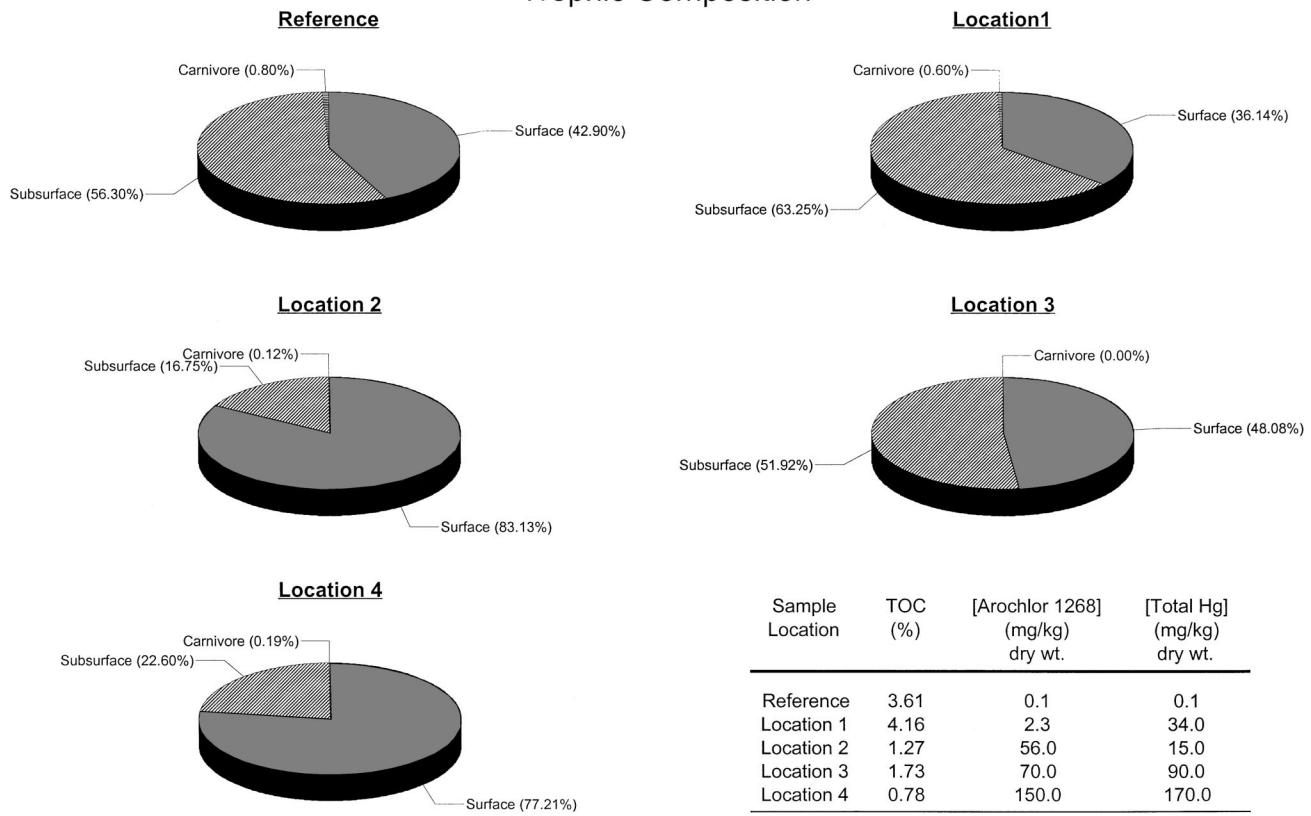 Reference
Carnivore (0.80%)
Surface (42.90%)
Subsurface (56.30%)
Location1
Carnivore (0.60%)
Surface (36.14%)
Subsurface (63.25%)
Location 2
Carnivore (0.12%)
Subsurface (16.75%)
Surface (83.13%)
Location 3
Carnivore (0.00%)
Surface (48.08%)
Subsurface (51.92%)
Location 4
Carnivore (0.19%)
Subsurface (22.60%)
Surface (77.21%)
Sample TOC [Arochlor 1268] [Total Hg]
Location (%) (mg/kg) (mg/kg)
dry wt. dry wt.
Reference 3.61 0.1 0.1
Location 1 4.16 2.3 34.0
Location 2 1.27 56.0 15.0
Location 3 1.73 70.0 90.0
Location 4 0.78 150.0 170.0